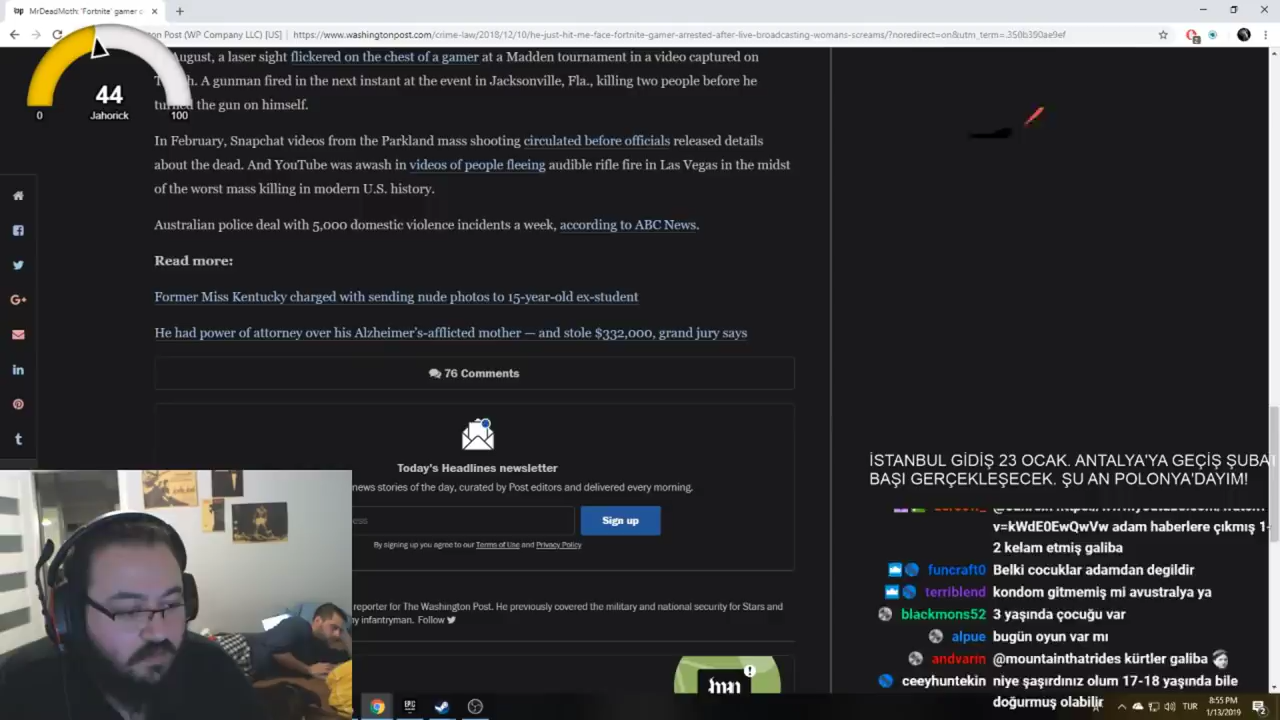 MrDeadMoth: 'Fortnite' gamer
n Post (WP Company LLC) [US]
https://www.washingtonpost.com/crime-law/2018/12/10/he-just-hit-me-face-fortnite-gamer-arrested-after-live-broadcasting-womans-screams/?noredirect=on&utm_term=.350b390ae9ef
44
0
Jahorick
100
August, a laser sight flickered on the chest of a gamer at a Madden tournament in a video captured on
A gunman fired in the next instant at the event in Jacksonville, Fla., killing two people before he
turned the gun on himself.
In February, Snapchat videos from the Parkland mass shooting circulated before officials released details
about the dead. And YouTube was awash in videos of people fleeing audible rifle fire in Las Vegas in the midst
of the worst mass killing in modern U.S. history.
Australian police deal with 5,000 domestic violence incidents a week, according to ABC News.
Read more:
Former Miss Kentucky charged with sending nude photos to 15-year-old ex-student
He had power of attorney over his Alzheimer's-afflicted mother — and stole $332,000, grand jury says
76 Comments
Today's Headlines newsletter
news stories of the day, curated by Post editors and delivered every morning.
ess
Sign up
By signing up you agree to our Terms of Use and Privacy Policy
reporter for The Washington Post. He previously covered the military and national security for Stars and
y infantryman. Follow
wp
İSTANBUL GİDİŞ 23 OCAK. ANTALYA'YA GEÇİŞ ŞUBAT
BAŞI GERÇEKLEŞECEK. ŞU AN POLONYA'DAYIM!
v=kWdE0EwQwVw adam haberlere çıkmış 1-
2 kelam etmiş galiba
funcraft0 Belki cocuklar adamdan degildir
terriblend kondom gitmemiş mi avustralya ya
blackmons52 3 yaşında çocuğu var
alpue bugün oyun var mı
andvarin @mountainthatrides kürtler galiba
ceeyhuntekin niye şaşırdınız olum 17-18 yaşında bile
doğurmuş olabilir
EPIC
TUR
8:55 PM
1/13/2019
2